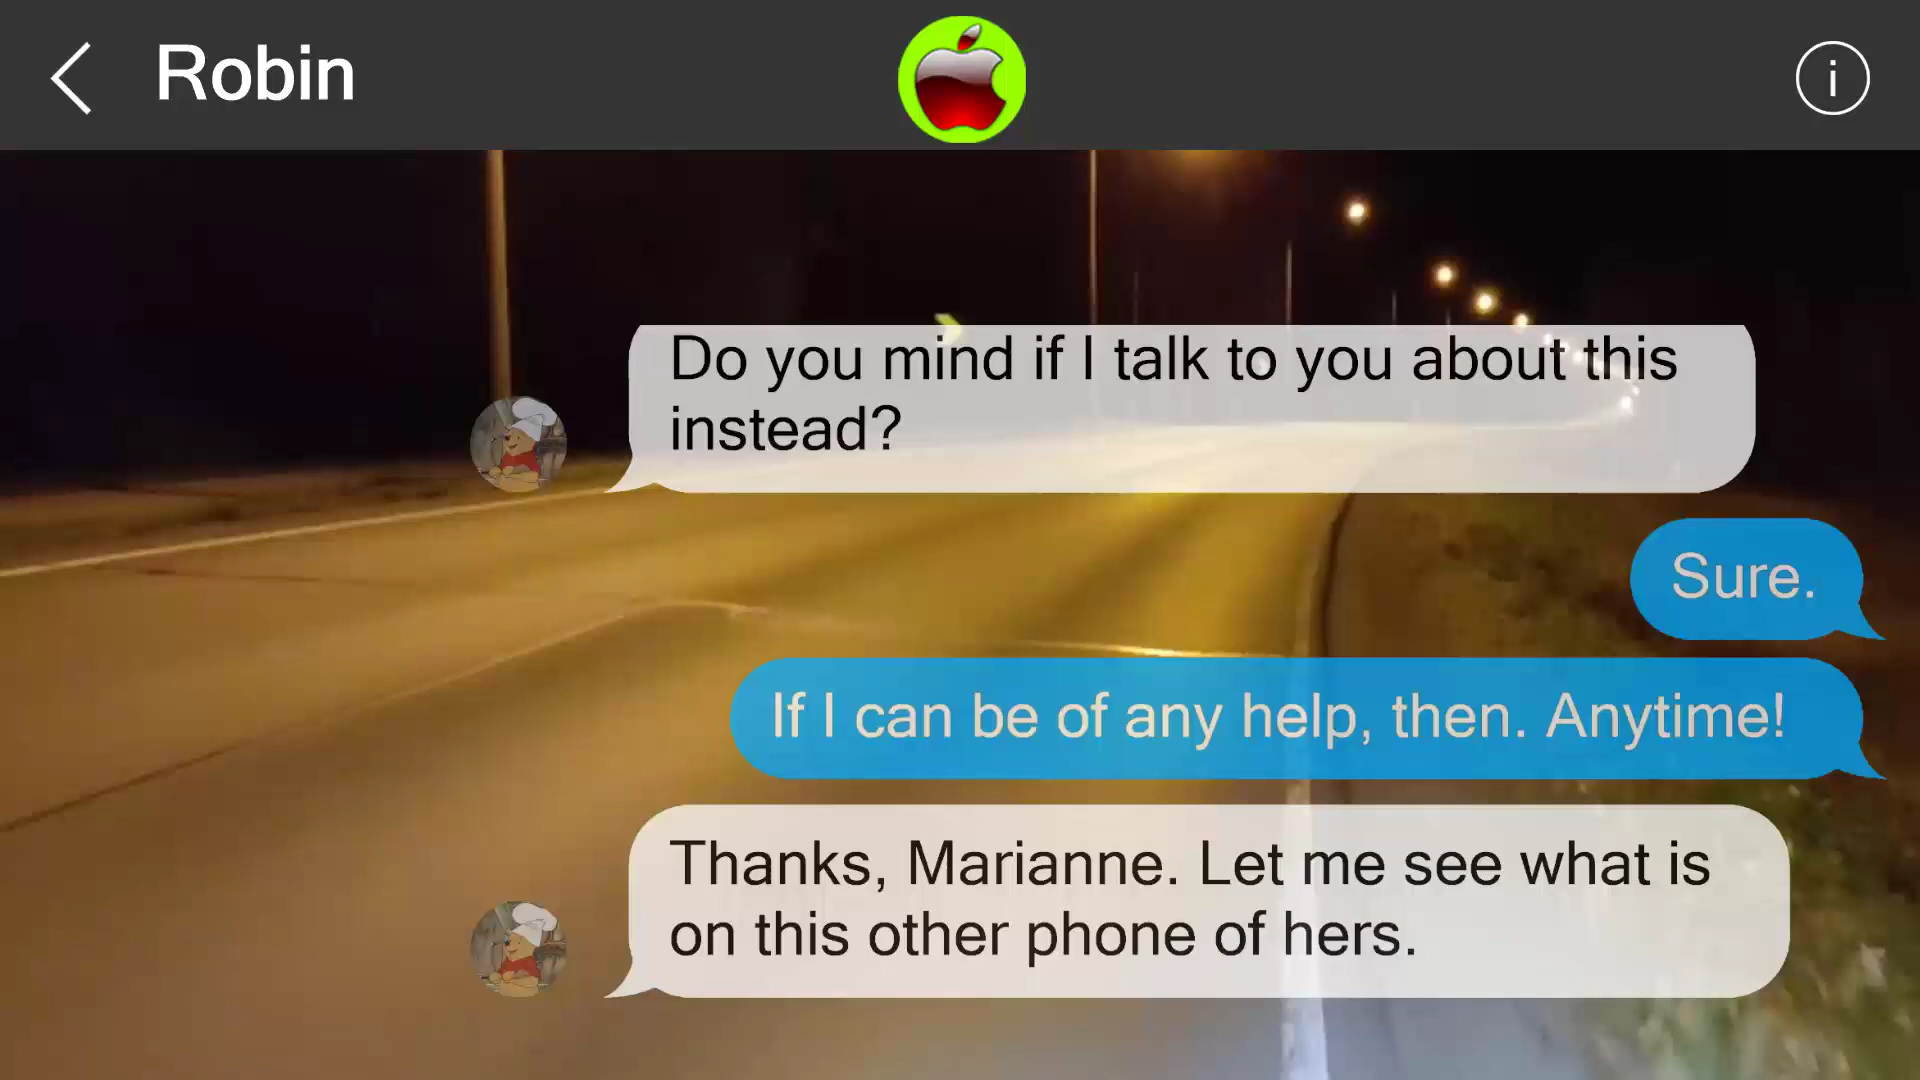 Robin
i
Do you mind if I talk to you about this
instead?
Sure.
If I can be of any help, then. Anytime!
Thanks, Marianne. Let me see what is
on this other phone of hers.